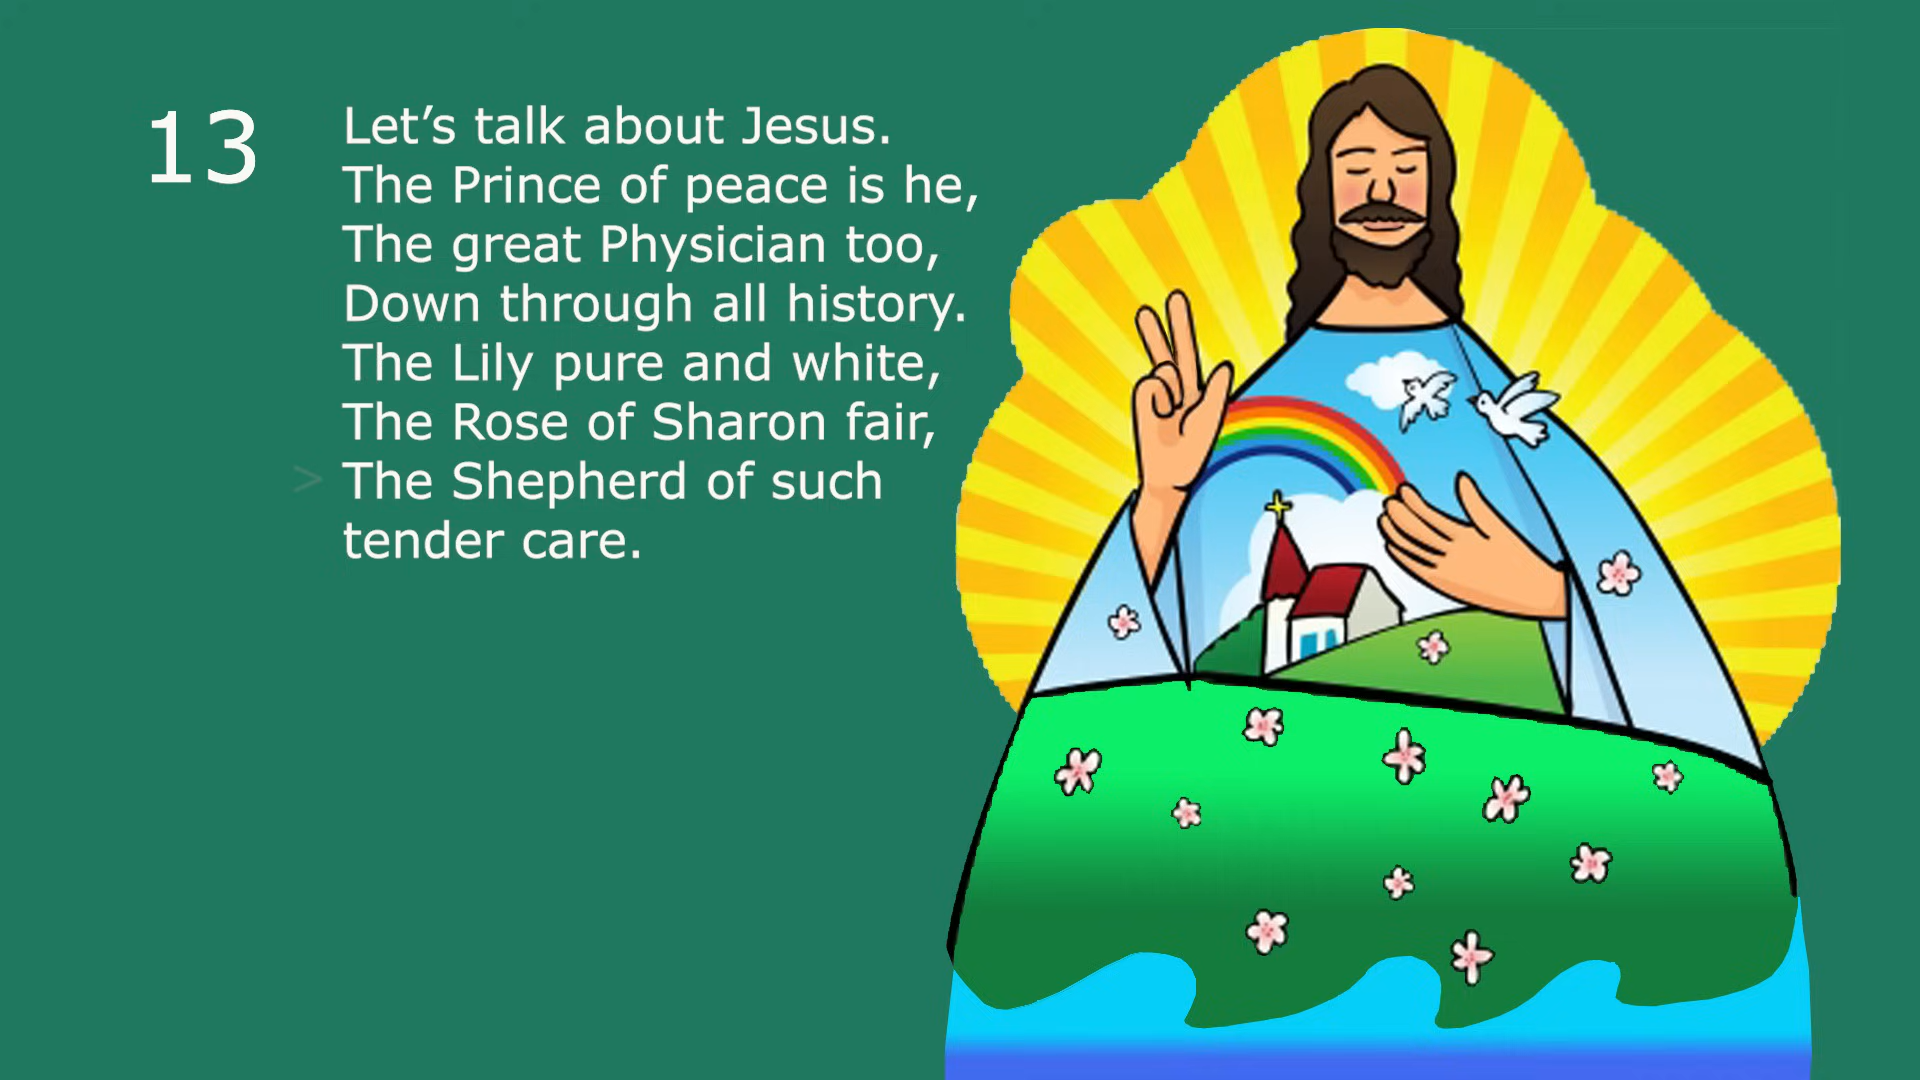 13
Let’s talk about Jesus.
The Prince of peace is he,
The great Physician too,
Down through all history.
The Lily pure and white,
The Rose of Sharon fair,
> The Shepherd of such
tender care.